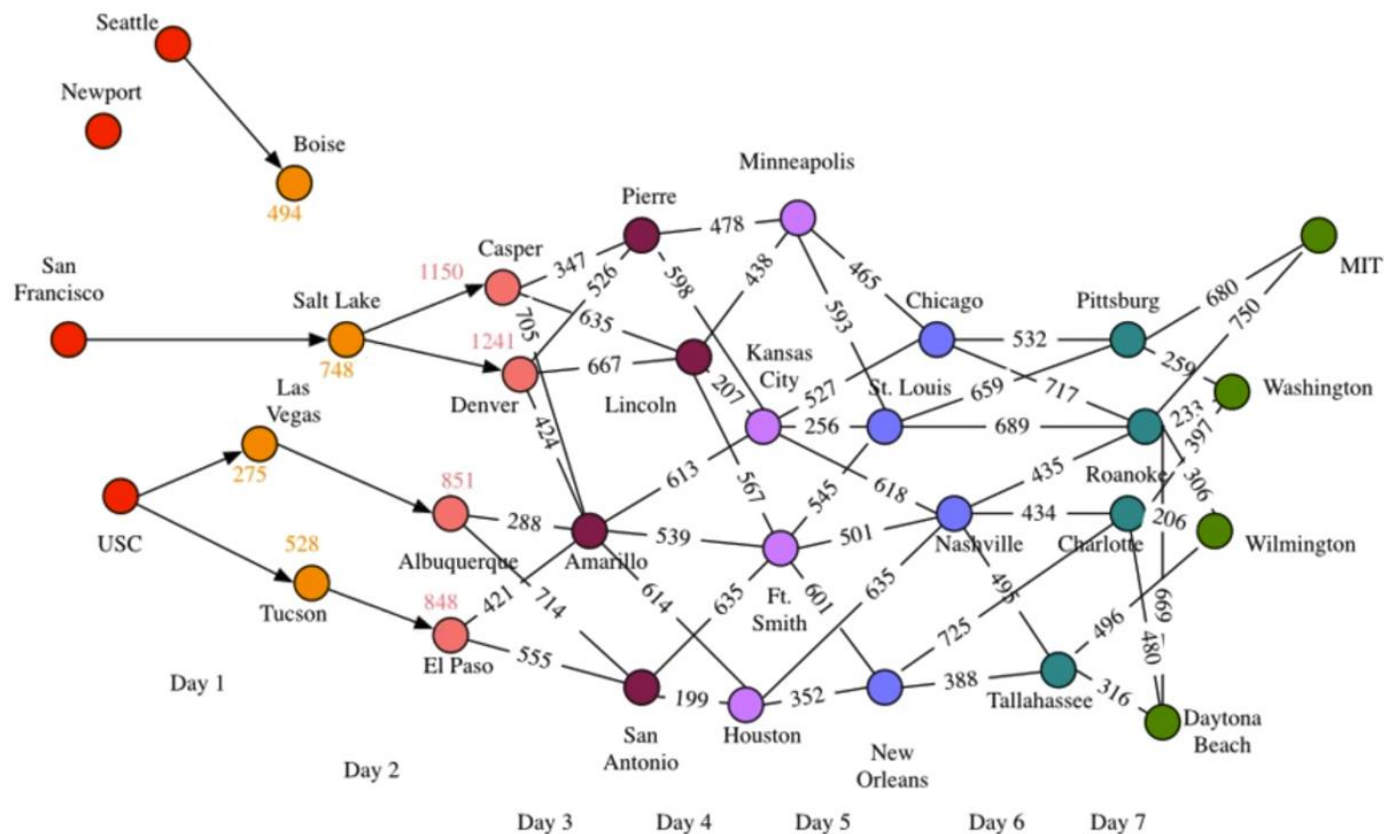 Seattle
Newport
Boise
494
Minneapolis
Pierre
478
Casper
347
526
598
438
465
San
Francisco
1150
Salt Lake
748
705
635
593
Chicago
Pittsburg
680
750
MIT
1241
667
207
Kansas
City
527
532
259
Washington
Las
Vegas
Denver
Lincoln
St. Louis
659
717
233
397
275
424
256
689
851
613
567
545
618
435
Roanoke
306
USC
528
288
539
501
434
206
Wilmington
Albuquerque
Amarillo
Nashville
Charlotte
Tucson
848
421
714
614
635
Ft.
Smith
601
635
495
496
669
El Paso
555
725
480
Day 1
199
352
388
Tallahassee
316
San
Antonio
Houston
New
Orleans
Daytona
Beach
Day 2
Day 3
Day 4
Day 5
Day 6
Day 7